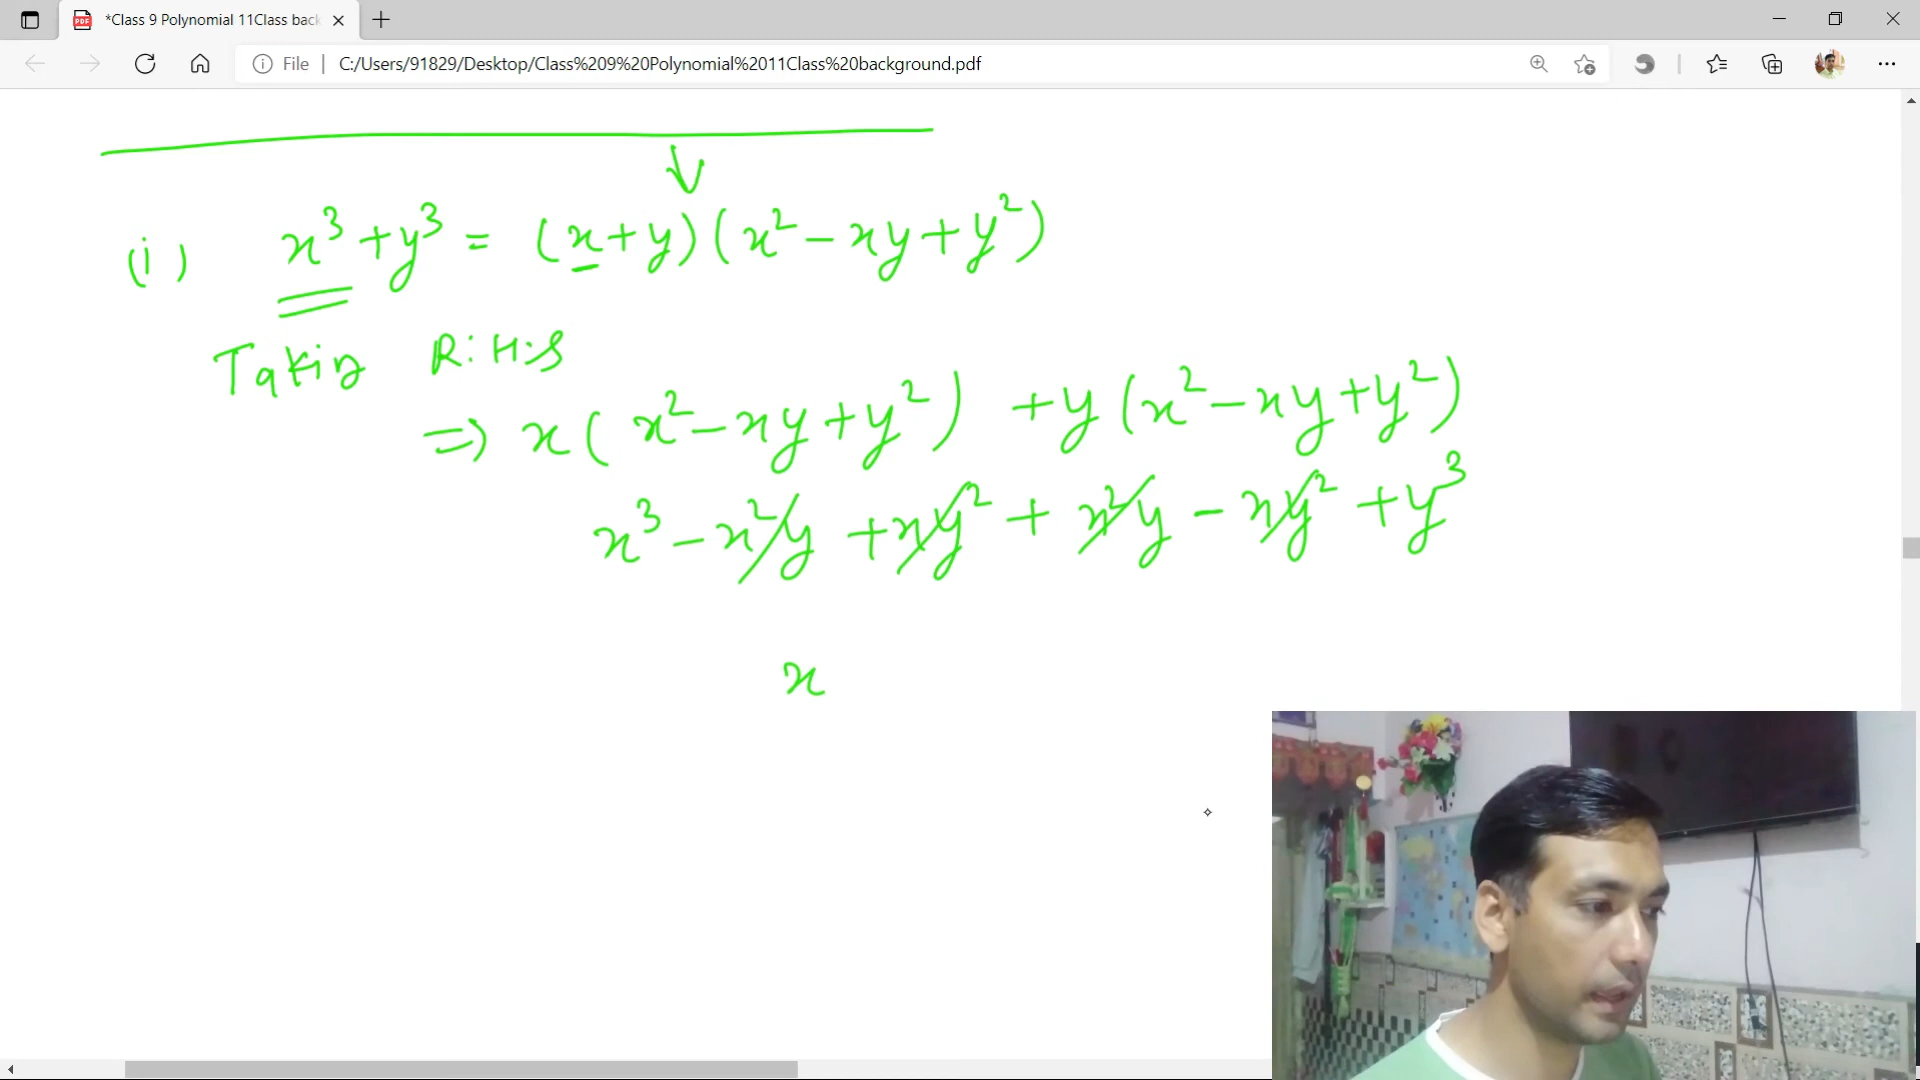 *Class 9 Polynomial 11Class back
File | C:/Users/91829/Desktop/Class%209%20Polynomial%2011Class%20background.pdf
(i) x³ + y³ = (x + y)(x² - xy + y²)
Taking R.H.S
⇒ x(x² - xy + y²) + y(x² - xy + y²)
x³ - x²y + xy² + x²y - xy² + y³
x